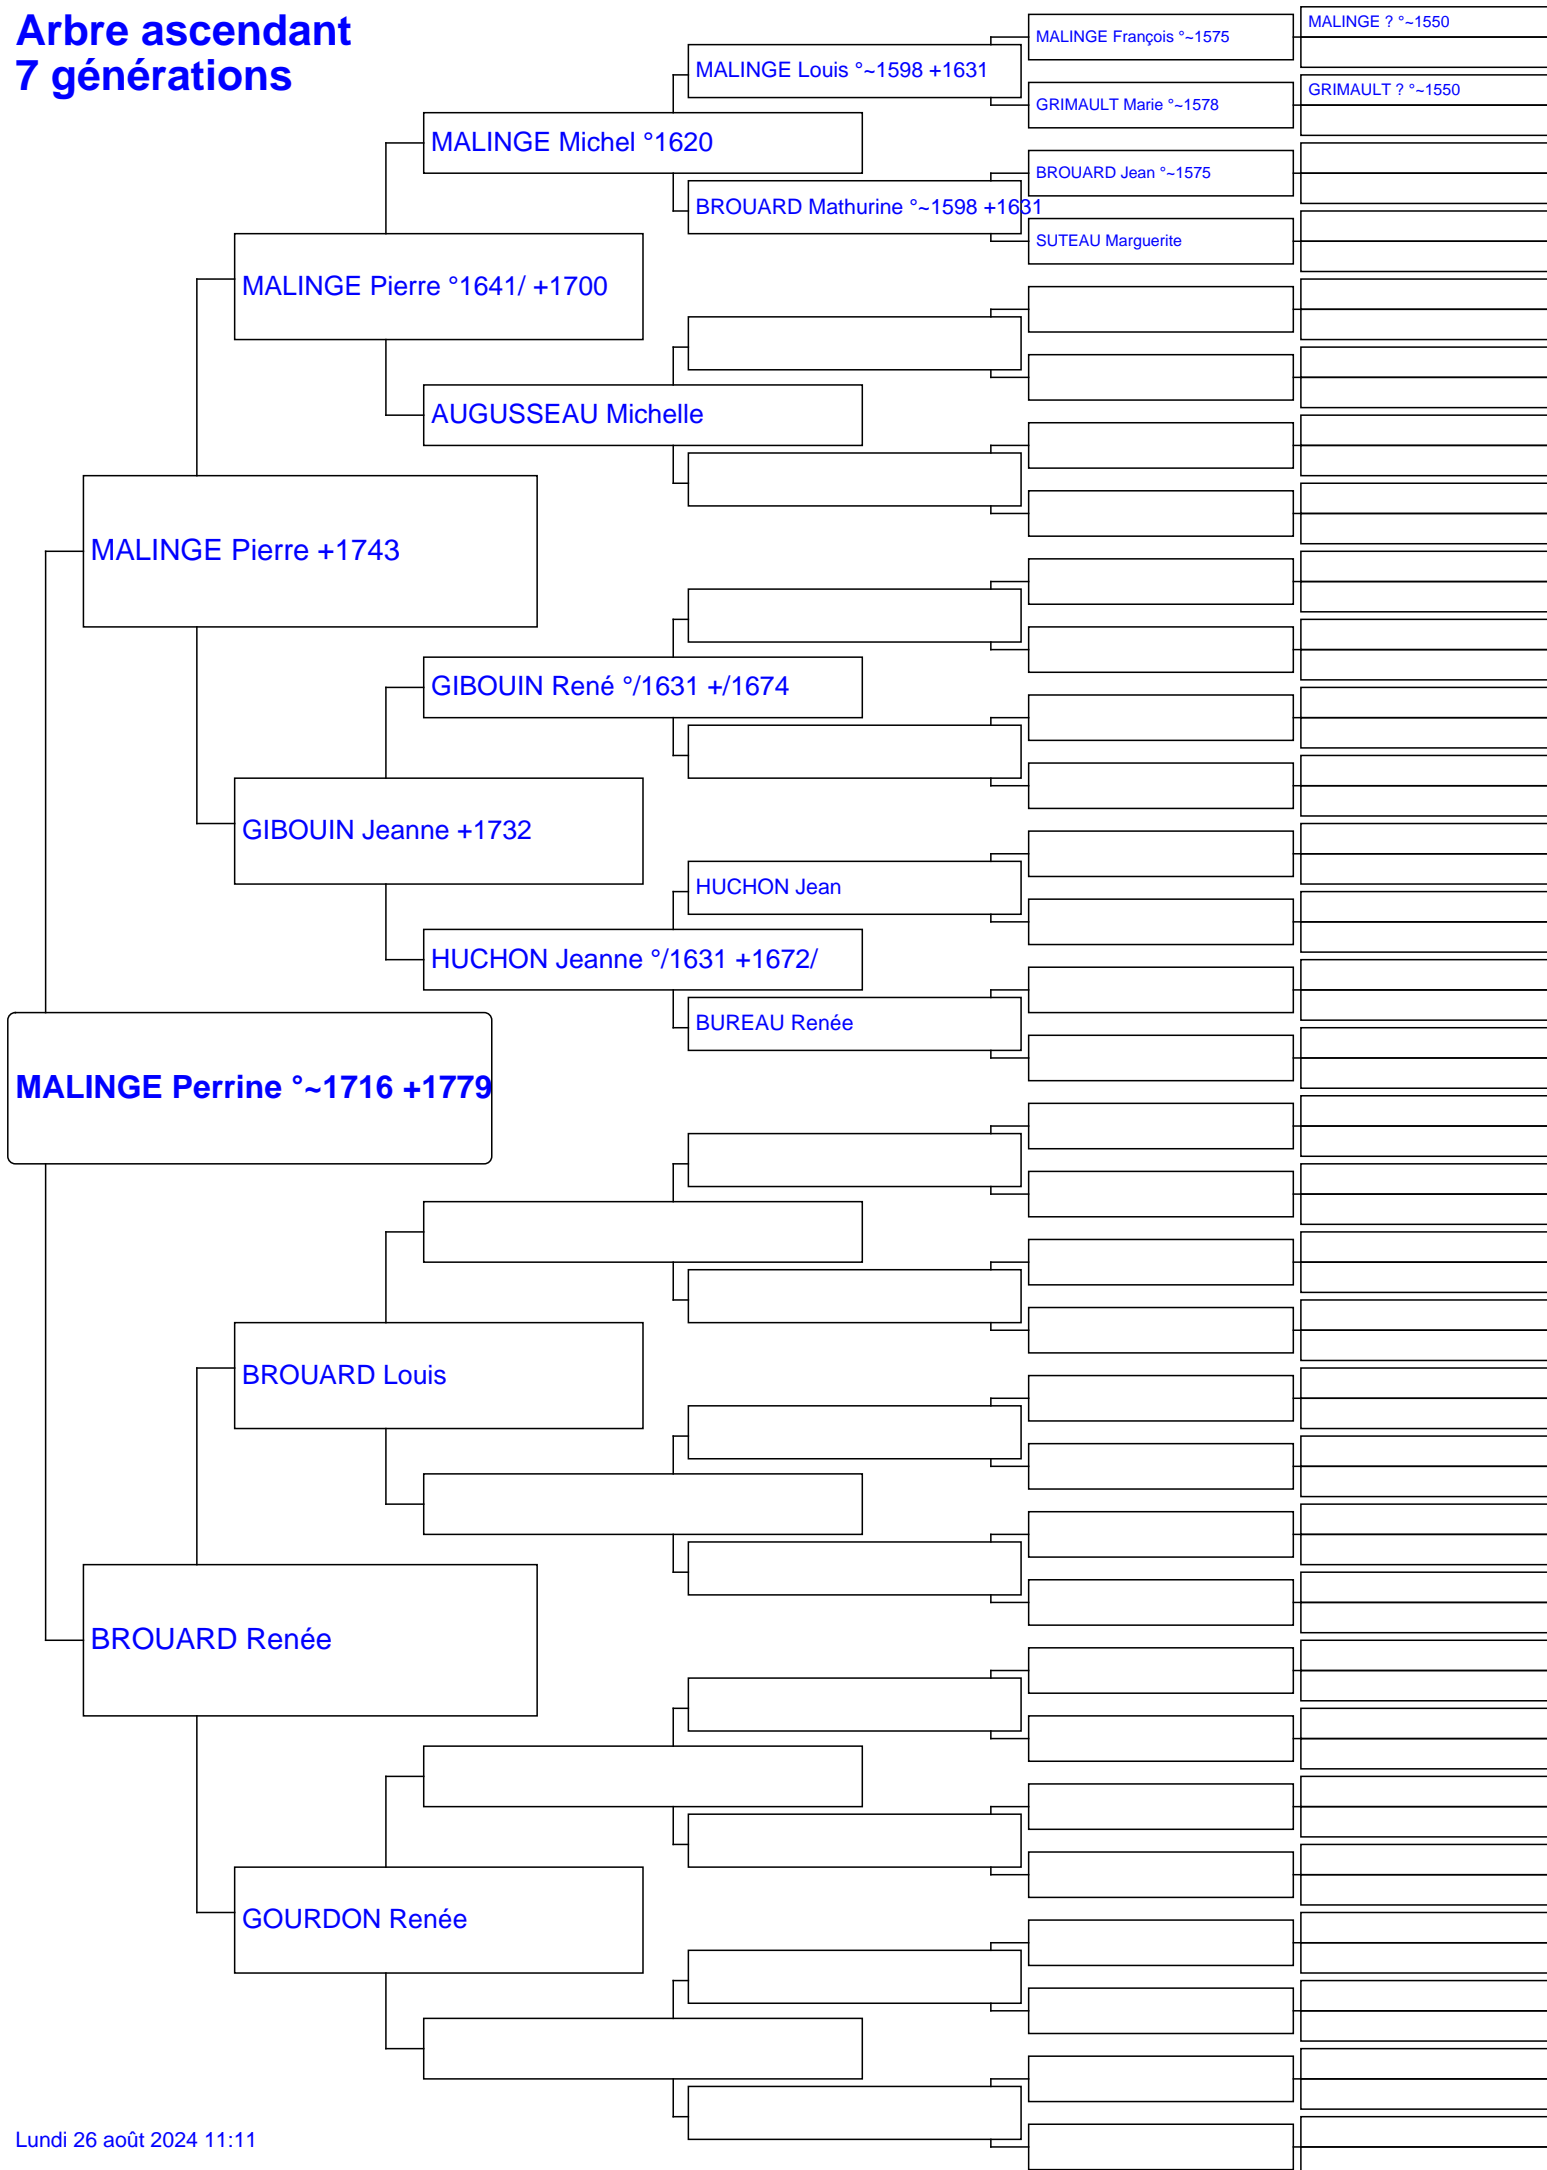 Arbre ascendant
7 générations
MALINGE ? °~1550
MALINGE François °~1575
MALINGE Louis °~1598 +1631
GRIMAULT ? °~1550
GRIMAULT Marie °~1578
MALINGE Michel °1620
BROUARD Jean °~1575
BROUARD Mathurine °~1598 +1631
SUTEAU Marguerite
MALINGE Pierre °1641/ +1700
AUGUSSEAU Michelle
MALINGE Pierre +1743
GIBOUIN René °/1631 +/1674
GIBOUIN Jeanne +1732
HUCHON Jean
HUCHON Jeanne °/1631 +1672/
BUREAU Renée
MALINGE Perrine °~1716 +1779
BROUARD Louis
BROUARD Renée
GOURDON Renée
Lundi 26 août 2024 11:11